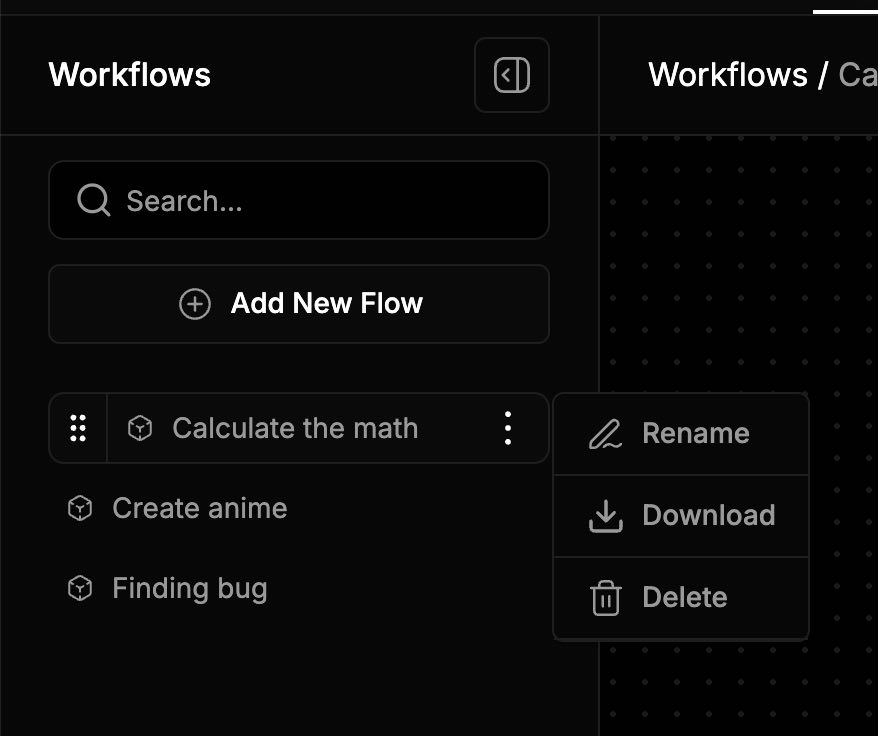 Workflows
Workflows / Ca
Search...
Add New Flow
Calculate the math
Rename
Download
Delete
Create anime
Finding bug